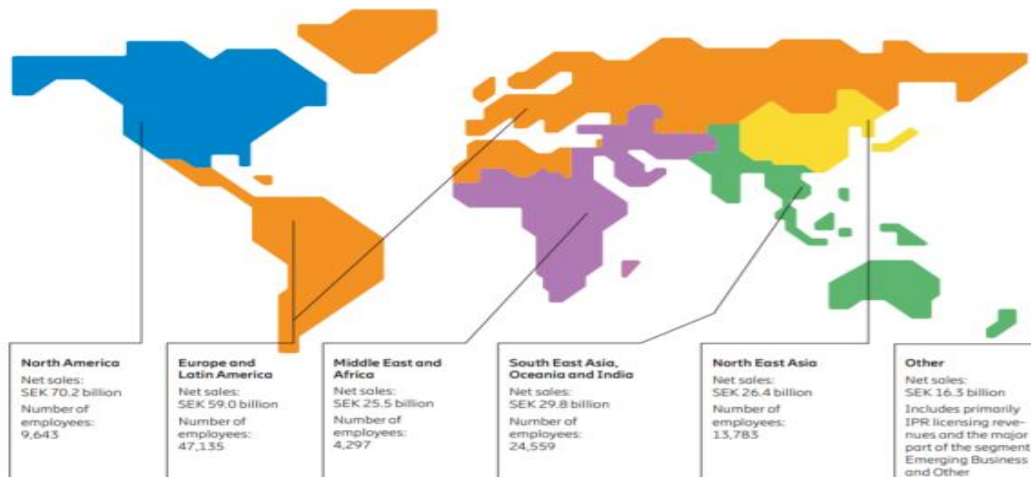 North America
Net sales:
SEK 70.2 billion
Number of
employees:
9,643
Europe and
Latin America
Net sales:
SEK 59.0 billion
Number of
employees:
47,135
Middle East and
Africa
Net sales:
SEK 25.5 billion
Number of
employees:
4,297
South East Asia,
Oceania and India
Net sales:
SEK 29.8 billion
Number of
employees:
24,559
North East Asia
Net sales:
SEK 26.4 billion
Number of
employees:
13,783
Other
Net sales:
SEK 16.3 billion
Includes primarily
IPR licensing reve-
nues and the major
part of the segment
Emerging Business
and Other